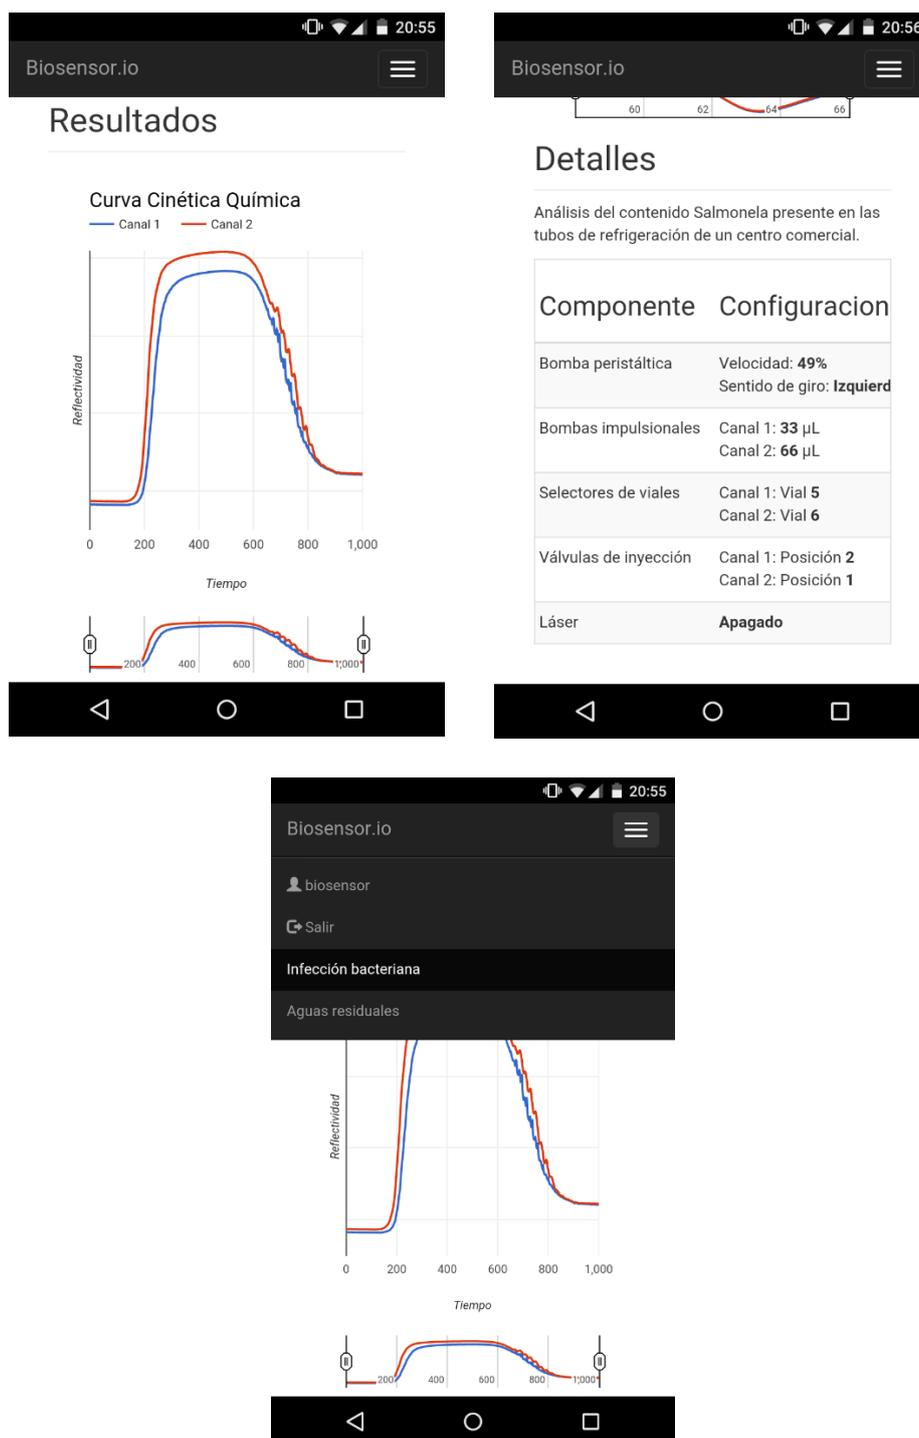 20:55
Biosensor.io
Resultados
Curva Cinética Química
Canal 1 Canal 2
Reflectividad
0 200 400 600 800 1,000
Tiempo
200 400 600 800 1,000
20:56
Biosensor.io
60 62 64 66
Detalles
Análisis del contenido Salmonela presente en las
tubos de refrigeración de un centro comercial.
Componente Configuracion
Bomba peristáltica Velocidad: 49%
Sentido de giro: Izquierd
Bombas impulsionales Canal 1: 33 µL
Canal 2: 66 µL
Selectores de viales Canal 1: Vial 5
Canal 2: Vial 6
Válvulas de inyección Canal 1: Posición 2
Canal 2: Posición 1
Láser Apagado
20:55
Biosensor.io
biosensor
Salir
Infección bacteriana
Aguas residuales
Reflectividad
0 200 400 600 800 1,000
Tiempo
200 400 600 800 1,000